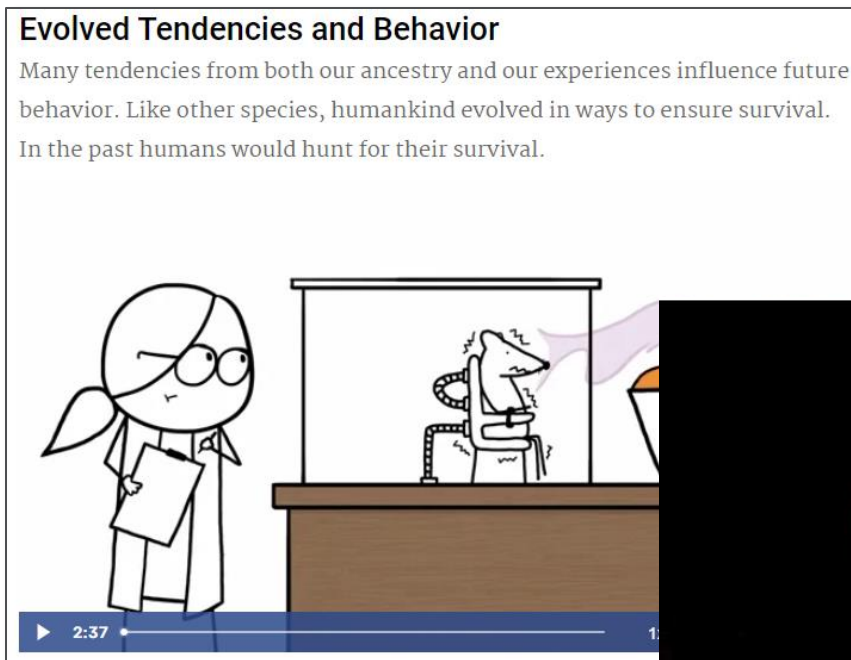 Evolved Tendencies and Behavior
Many tendencies from both our ancestry and our experiences influence future
behavior. Like other species, humankind evolved in ways to ensure survival.
In the past humans would hunt for their survival.
2:37